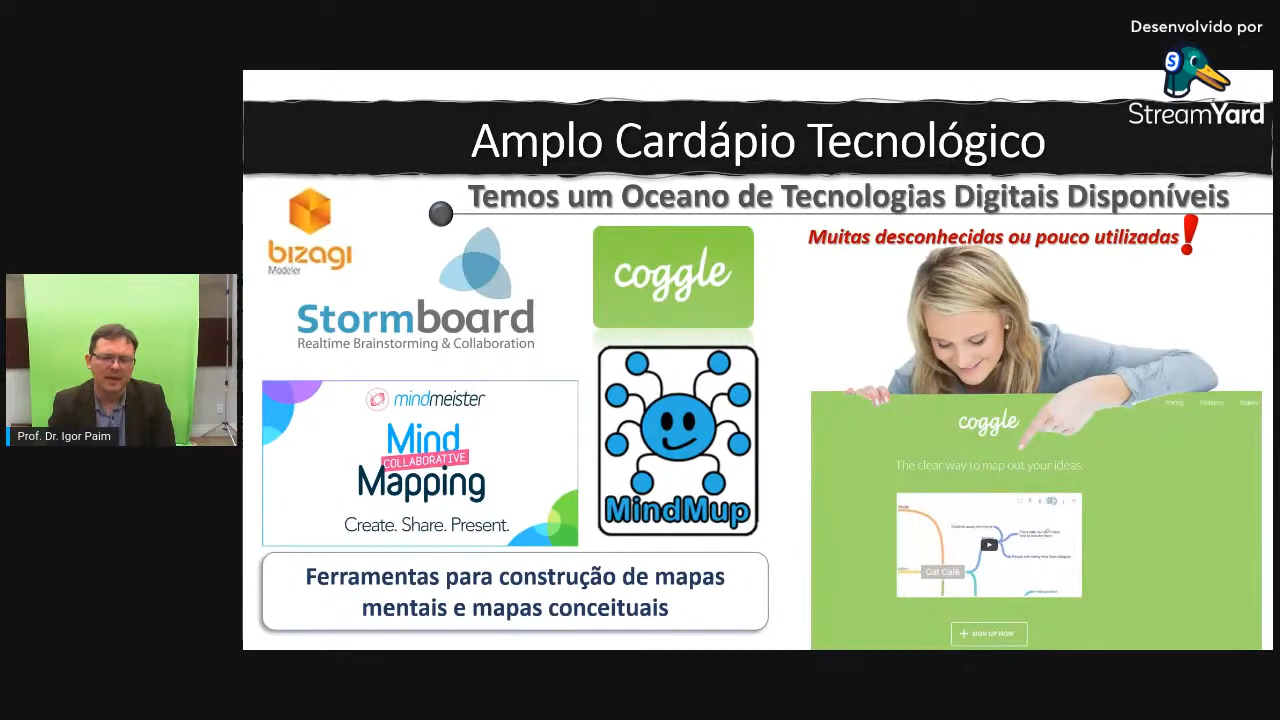 Desenvolvido por
StreamYard
Amplo Cardápio Tecnológico
Temos um Oceano de Tecnologias Digitais Disponíveis
Muitas desconhecidas ou pouco utilizadas!
bizagi
Modeler
Stormboard
Realtime Brainstorming & Collaboration
coggle
mindmeister
Mind
COLLABORATIVE
Mapping
Create. Share. Present.
MindMup
Ferramentas para construção de mapas
mentais e mapas conceituais
coggle
The clear way to map out your ideas.
Cat Café
+ SIGN UP NOW
Prof. Dr. Igor Paim